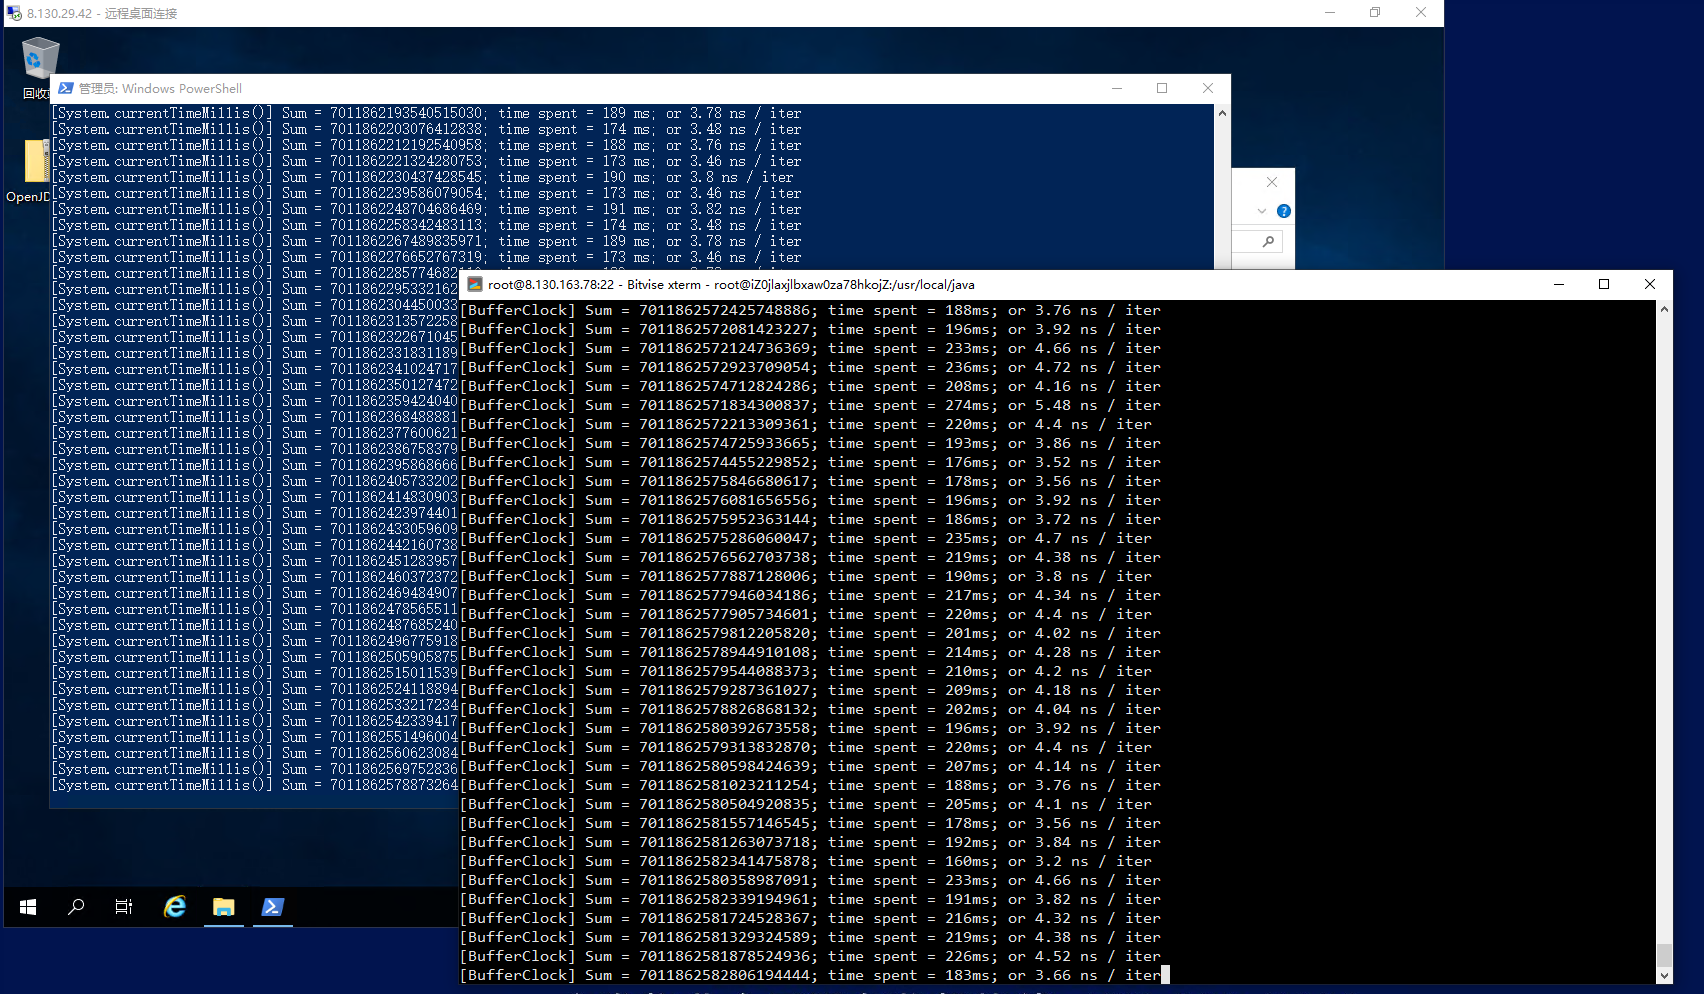 8.130.29.42 - 远程桌面连接
回收
OpenJD
管理员: Windows PowerShell
[System.currentTimeMillis()] Sum = 7011862193540515030; time spent = 189 ms; or 3.78 ns / iter
[System.currentTimeMillis()] Sum = 7011862203076412838; time spent = 174 ms; or 3.48 ns / iter
[System.currentTimeMillis()] Sum = 7011862212192540958; time spent = 188 ms; or 3.76 ns / iter
[System.currentTimeMillis()] Sum = 7011862221324280753; time spent = 173 ms; or 3.46 ns / iter
[System.currentTimeMillis()] Sum = 7011862230437428545; time spent = 190 ms; or 3.8 ns / iter
[System.currentTimeMillis()] Sum = 7011862239586079054; time spent = 173 ms; or 3.46 ns / iter
[System.currentTimeMillis()] Sum = 7011862248704686469; time spent = 191 ms; or 3.82 ns / iter
[System.currentTimeMillis()] Sum = 7011862258342483113; time spent = 174 ms; or 3.48 ns / iter
[System.currentTimeMillis()] Sum = 7011862267489835971; time spent = 189 ms; or 3.78 ns / iter
[System.currentTimeMillis()] Sum = 7011862276652767319; time spent = 173 ms; or 3.46 ns / iter
[System.currentTimeMillis()] Sum = 7011862285774682
[System.currentTimeMillis()] Sum = 7011862295332162
[System.currentTimeMillis()] Sum = 7011862304450033
[System.currentTimeMillis()] Sum = 7011862313572258
[System.currentTimeMillis()] Sum = 7011862322671045
[System.currentTimeMillis()] Sum = 7011862331831189
[System.currentTimeMillis()] Sum = 7011862341024717
[System.currentTimeMillis()] Sum = 7011862350127472
[System.currentTimeMillis()] Sum = 7011862359424040
[System.currentTimeMillis()] Sum = 7011862368488881
[System.currentTimeMillis()] Sum = 7011862377600621
[System.currentTimeMillis()] Sum = 7011862386758379
[System.currentTimeMillis()] Sum = 7011862395868666
[System.currentTimeMillis()] Sum = 7011862405733202
[System.currentTimeMillis()] Sum = 7011862414830903
[System.currentTimeMillis()] Sum = 7011862423974401
[System.currentTimeMillis()] Sum = 7011862433059609
[System.currentTimeMillis()] Sum = 7011862442160738
[System.currentTimeMillis()] Sum = 7011862451283957
[System.currentTimeMillis()] Sum = 7011862460372372
[System.currentTimeMillis()] Sum = 7011862469484907
[System.currentTimeMillis()] Sum = 7011862478565511
[System.currentTimeMillis()] Sum = 7011862487685240
[System.currentTimeMillis()] Sum = 7011862496775918
[System.currentTimeMillis()] Sum = 7011862505905875
[System.currentTimeMillis()] Sum = 7011862515011539
[System.currentTimeMillis()] Sum = 7011862524118894
[System.currentTimeMillis()] Sum = 7011862533217234
[System.currentTimeMillis()] Sum = 7011862542339417
[System.currentTimeMillis()] Sum = 7011862551496004
[System.currentTimeMillis()] Sum = 7011862560623084
[System.currentTimeMillis()] Sum = 7011862569752836
[System.currentTimeMillis()] Sum = 7011862578873264
root@8.130.163.78:22 - Bitvise xterm - root@iZ0jlaxjlbxaw0za78hkojZ:/usr/local/java
[BufferClock] Sum = 7011862572425748886; time spent = 188ms; or 3.76 ns / iter
[BufferClock] Sum = 7011862572081423227; time spent = 196ms; or 3.92 ns / iter
[BufferClock] Sum = 7011862572124736369; time spent = 233ms; or 4.66 ns / iter
[BufferClock] Sum = 7011862572923709054; time spent = 236ms; or 4.72 ns / iter
[BufferClock] Sum = 7011862574712824286; time spent = 208ms; or 4.16 ns / iter
[BufferClock] Sum = 7011862571834300837; time spent = 274ms; or 5.48 ns / iter
[BufferClock] Sum = 7011862572213309361; time spent = 220ms; or 4.4 ns / iter
[BufferClock] Sum = 7011862574725933665; time spent = 193ms; or 3.86 ns / iter
[BufferClock] Sum = 7011862574455229852; time spent = 176ms; or 3.52 ns / iter
[BufferClock] Sum = 7011862575846680617; time spent = 178ms; or 3.56 ns / iter
[BufferClock] Sum = 7011862576081656556; time spent = 196ms; or 3.92 ns / iter
[BufferClock] Sum = 7011862575952363144; time spent = 186ms; or 3.72 ns / iter
[BufferClock] Sum = 7011862575286060047; time spent = 235ms; or 4.7 ns / iter
[BufferClock] Sum = 7011862576562703738; time spent = 219ms; or 4.38 ns / iter
[BufferClock] Sum = 7011862577887128006; time spent = 190ms; or 3.8 ns / iter
[BufferClock] Sum = 7011862577946034186; time spent = 217ms; or 4.34 ns / iter
[BufferClock] Sum = 7011862577905734601; time spent = 220ms; or 4.4 ns / iter
[BufferClock] Sum = 7011862579812205820; time spent = 201ms; or 4.02 ns / iter
[BufferClock] Sum = 7011862578944910108; time spent = 214ms; or 4.28 ns / iter
[BufferClock] Sum = 7011862579544088373; time spent = 210ms; or 4.2 ns / iter
[BufferClock] Sum = 7011862579287361027; time spent = 209ms; or 4.18 ns / iter
[BufferClock] Sum = 7011862578826868132; time spent = 202ms; or 4.04 ns / iter
[BufferClock] Sum = 7011862580392673558; time spent = 196ms; or 3.92 ns / iter
[BufferClock] Sum = 7011862579313832870; time spent = 220ms; or 4.4 ns / iter
[BufferClock] Sum = 7011862580598424639; time spent = 207ms; or 4.14 ns / iter
[BufferClock] Sum = 7011862581023211254; time spent = 188ms; or 3.76 ns / iter
[BufferClock] Sum = 7011862580504920835; time spent = 205ms; or 4.1 ns / iter
[BufferClock] Sum = 7011862581557146545; time spent = 178ms; or 3.56 ns / iter
[BufferClock] Sum = 7011862581263073718; time spent = 192ms; or 3.84 ns / iter
[BufferClock] Sum = 7011862582341475878; time spent = 160ms; or 3.2 ns / iter
[BufferClock] Sum = 7011862580358987091; time spent = 233ms; or 4.66 ns / iter
[BufferClock] Sum = 7011862582339194961; time spent = 191ms; or 3.82 ns / iter
[BufferClock] Sum = 7011862581724528367; time spent = 216ms; or 4.32 ns / iter
[BufferClock] Sum = 7011862581329324589; time spent = 219ms; or 4.38 ns / iter
[BufferClock] Sum = 7011862581878524936; time spent = 226ms; or 4.52 ns / iter
[BufferClock] Sum = 7011862582806194444; time spent = 183ms; or 3.66 ns / iter